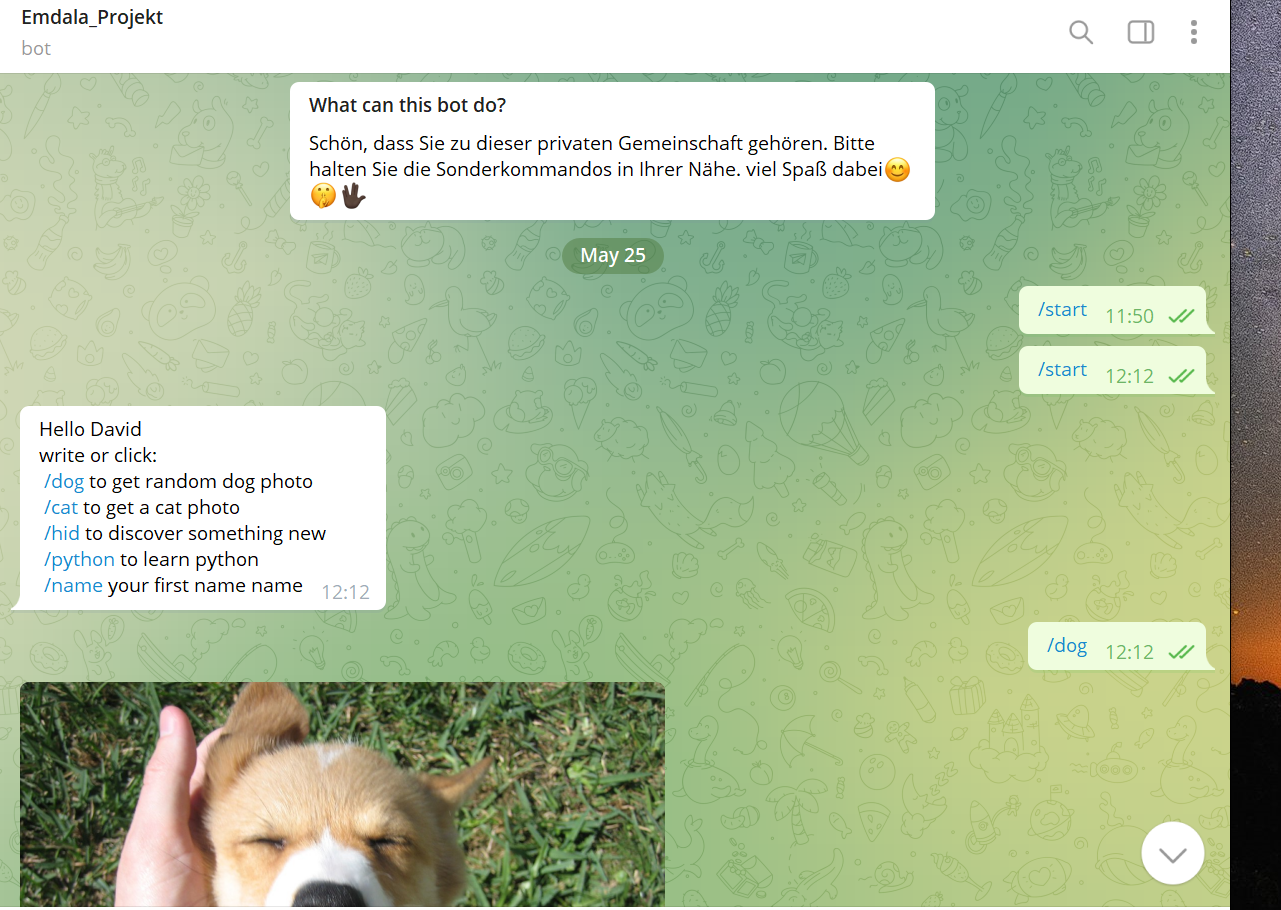 Emdala_Projekt
bot
What can this bot do?
Schön, dass Sie zu dieser privaten Gemeinschaft gehören. Bitte
halten Sie die Sonderkommandos in Ihrer Nähe. viel Spaß dabei😊
🤫🖖🏿
May 25
/start 11:50
/start 12:12
Hello David
write or click:
/dog to get random dog photo
/cat to get a cat photo
/hid to discover something new
/python to learn python
/name your first name name 12:12
/dog 12:12